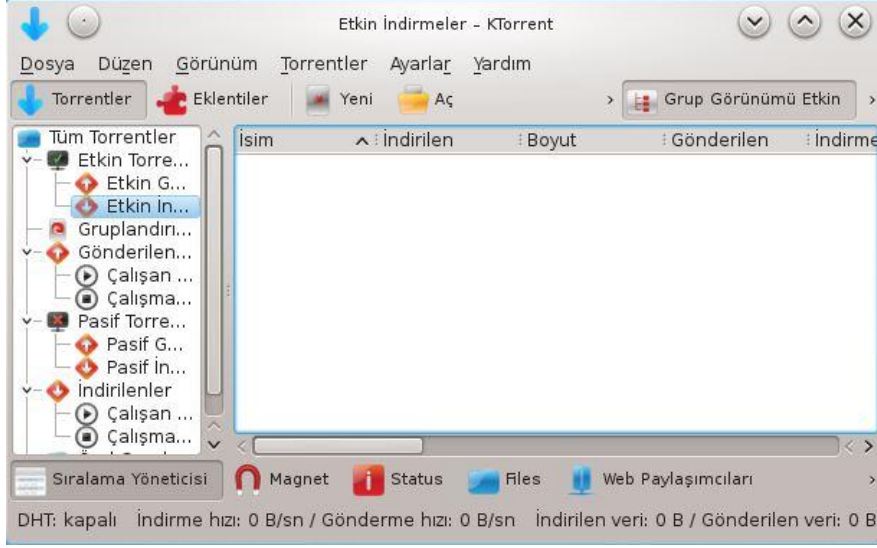 Etkin İndirmeler – KTorrent
Dosya Düzen Görünüm Torrentler Ayarlar Yardım
Torrentler Eklentiler Yeni Aç Grup Görünümü Etkin
Tüm Torrentler
Etkin Torre...
Etkin G...
Etkin İn...
Gruplandırı...
Gönderilen...
Çalışan ...
Çalışma...
Pasif Torre...
Pasif G...
Pasif İn...
İndirilenler
Çalışan ...
Çalışma...
İsim İndirilen Boyut Gönderilen İndirme
Sıralama Yöneticisi Magnet Status Files Web Paylaşımcıları
DHT: kapalı İndirme hızı: 0 B/sn / Gönderme hızı: 0 B/sn İndirilen veri: 0 B / Gönderilen veri: 0 B